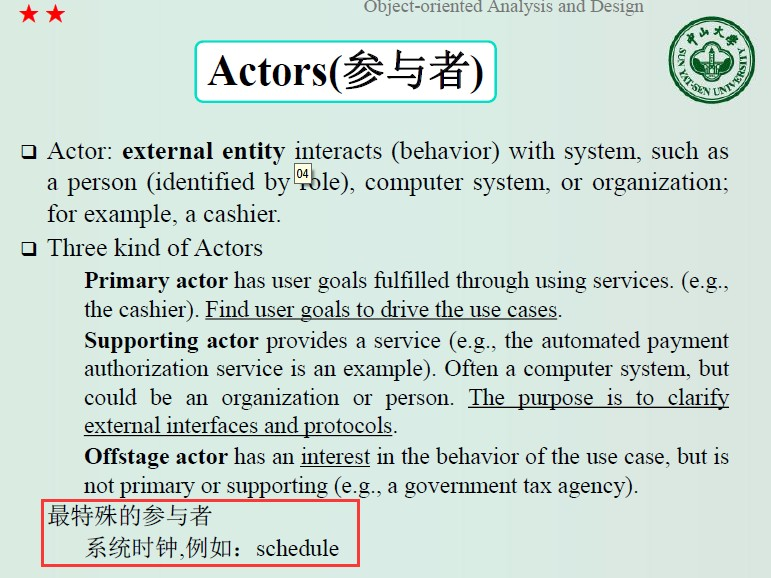 Object-oriented Analysis and Design
中山大学
SUN YAT-SEN UNIVERSITY
Actors(参与者)
Actor: external entity interacts (behavior) with system, such as
a person (identified by role), computer system, or organization;
04
for example, a cashier.
Three kind of Actors
Primary actor has user goals fulfilled through using services. (e.g.,
the cashier). Find user goals to drive the use cases.
Supporting actor provides a service (e.g., the automated payment
authorization service is an example). Often a computer system, but
could be an organization or person. The purpose is to clarify
external interfaces and protocols.
Offstage actor has an interest in the behavior of the use case, but is
not primary or supporting (e.g., a government tax agency).
最特殊的参与者
系统时钟,例如：schedule